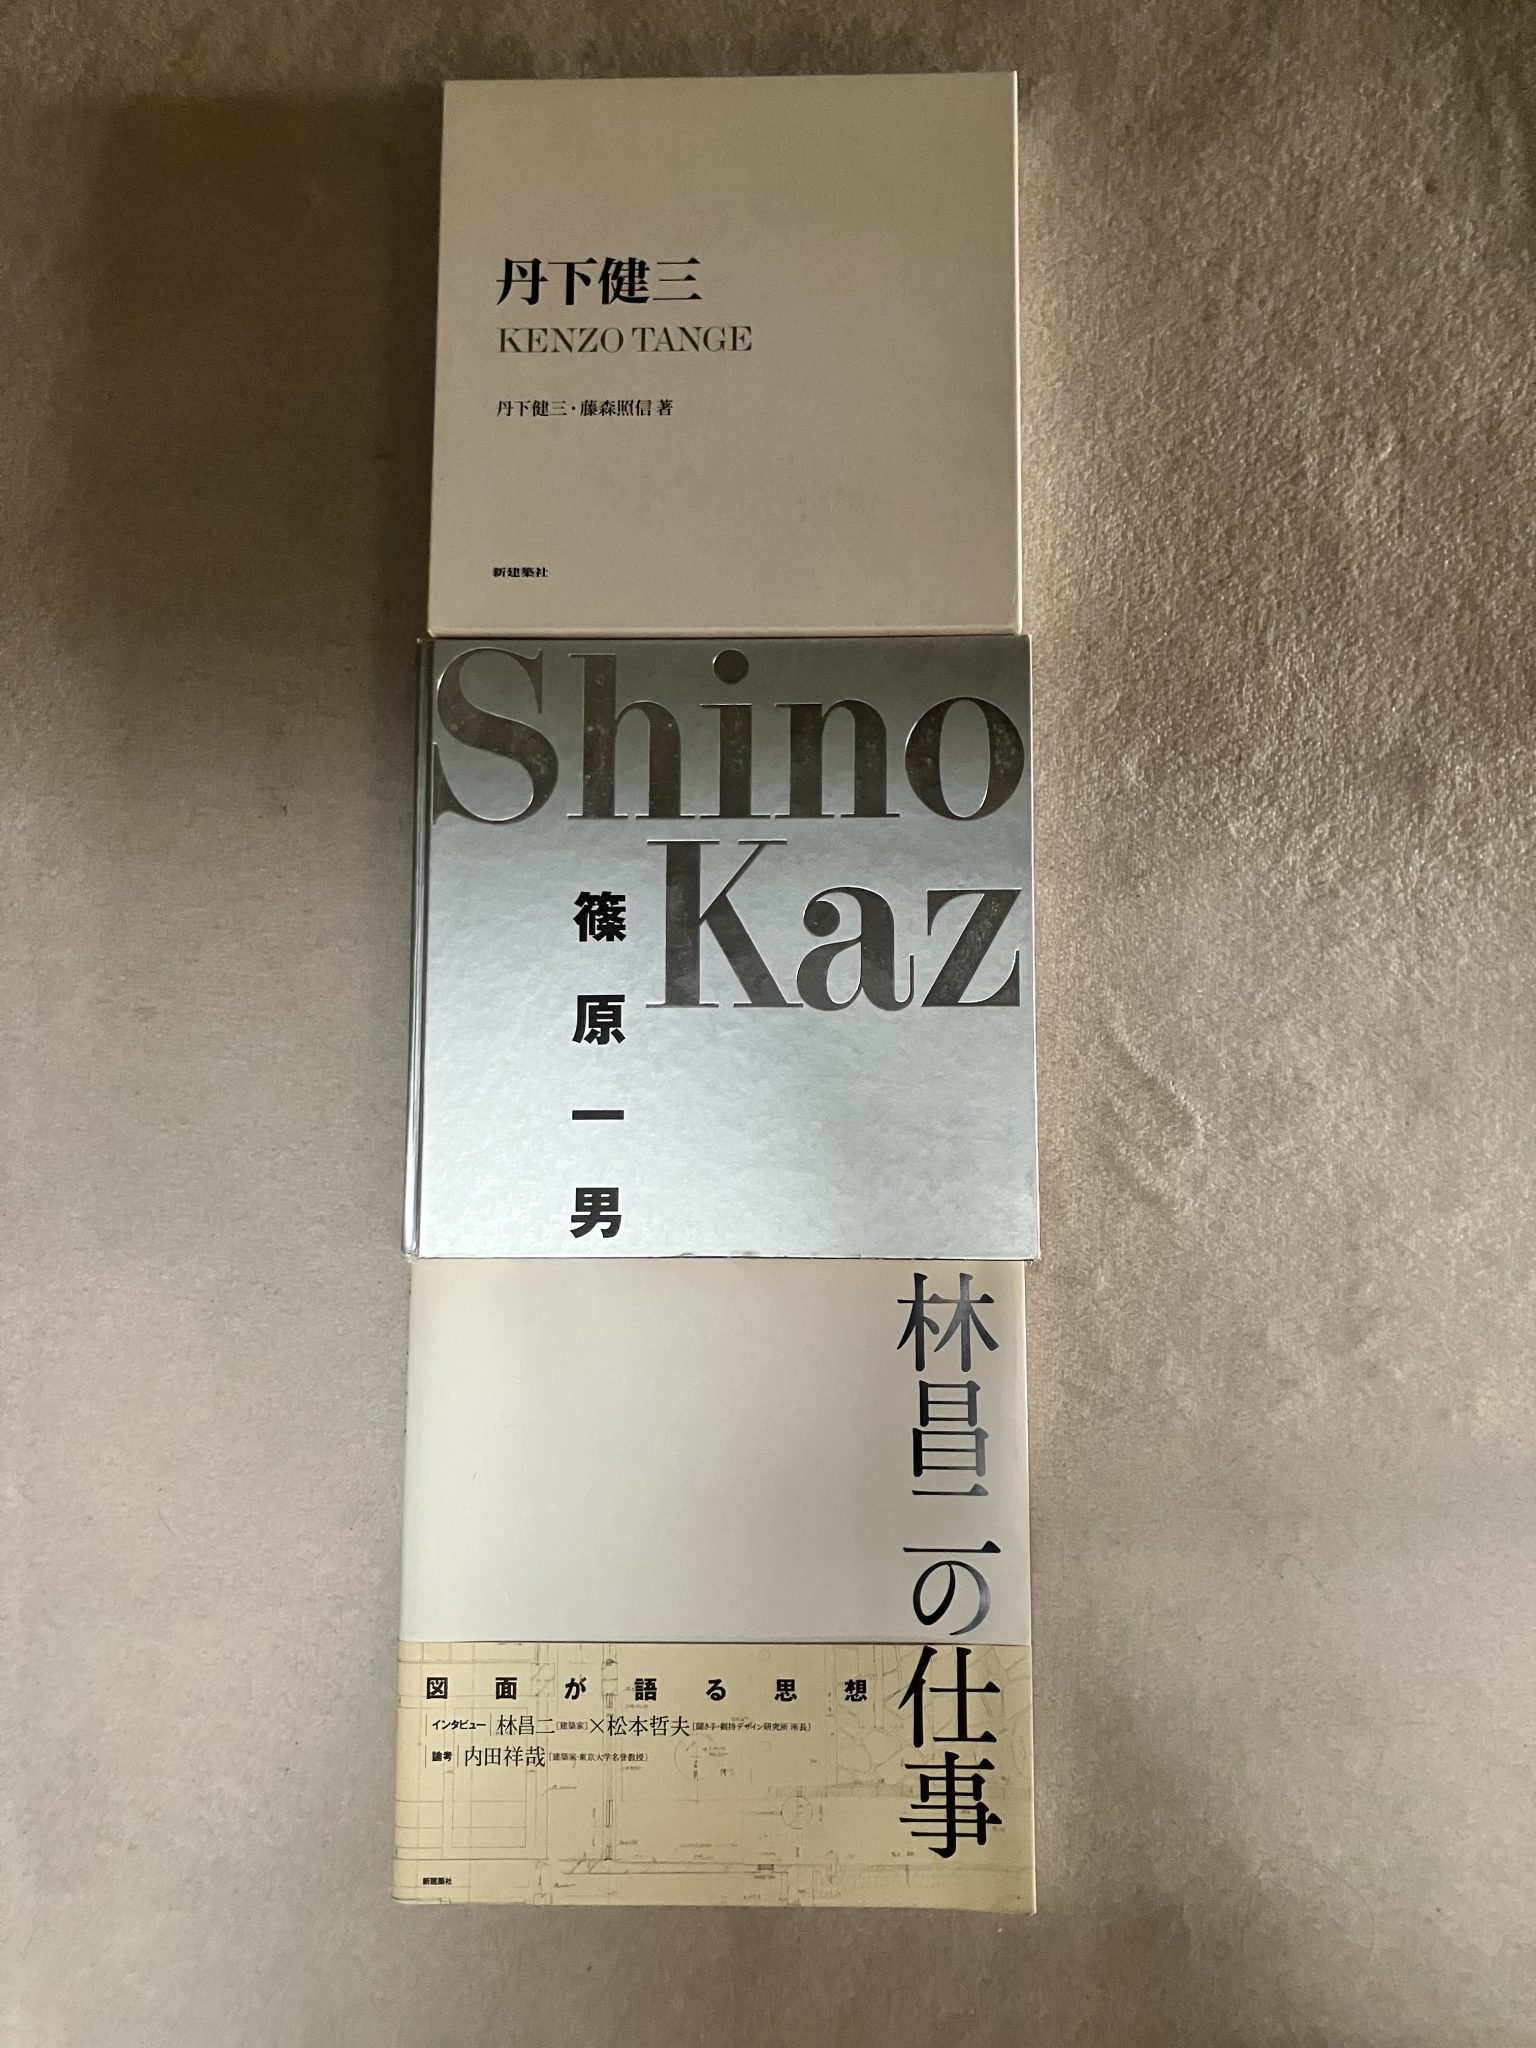 丹下健三
KENZO TANGE
丹下健三・藤森照信 著
新建築社
Shino
Kaz
篠原一男
林昌二の仕事
図面が語る思想
インタビュー 林昌二[建築家]×松本哲夫[聞き手・剣持デザイン研究所 所長]
論考 内田祥哉[建築家・東京大学名誉教授]
新建築社